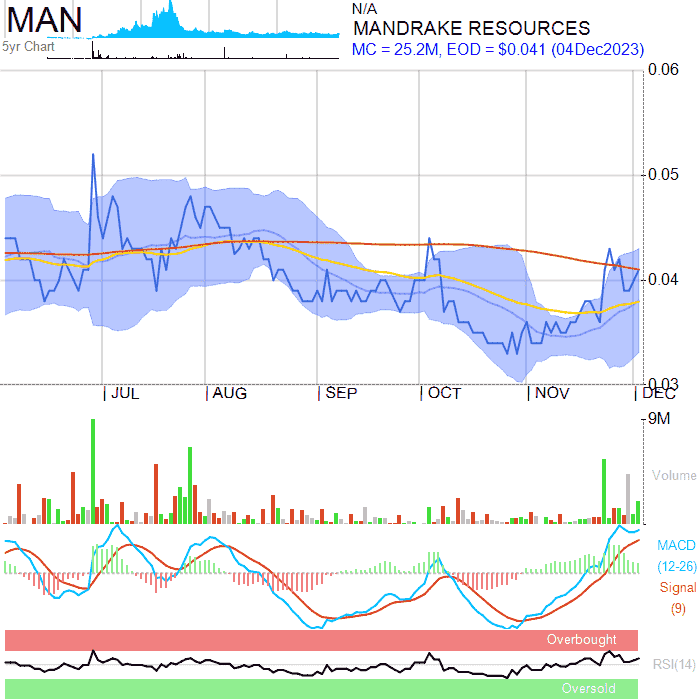 MAN
5yr Chart
N/A
MANDRAKE RESOURCES
MC = 25.2M, EOD = $0.041 (04Dec2023)
0.06
0.05
0.04
0.03
JUL AUG SEP OCT NOV DEC
9M
Volume
MACD
(12-26)
Signal
(9)
Overbought
RSI(14)
Oversold